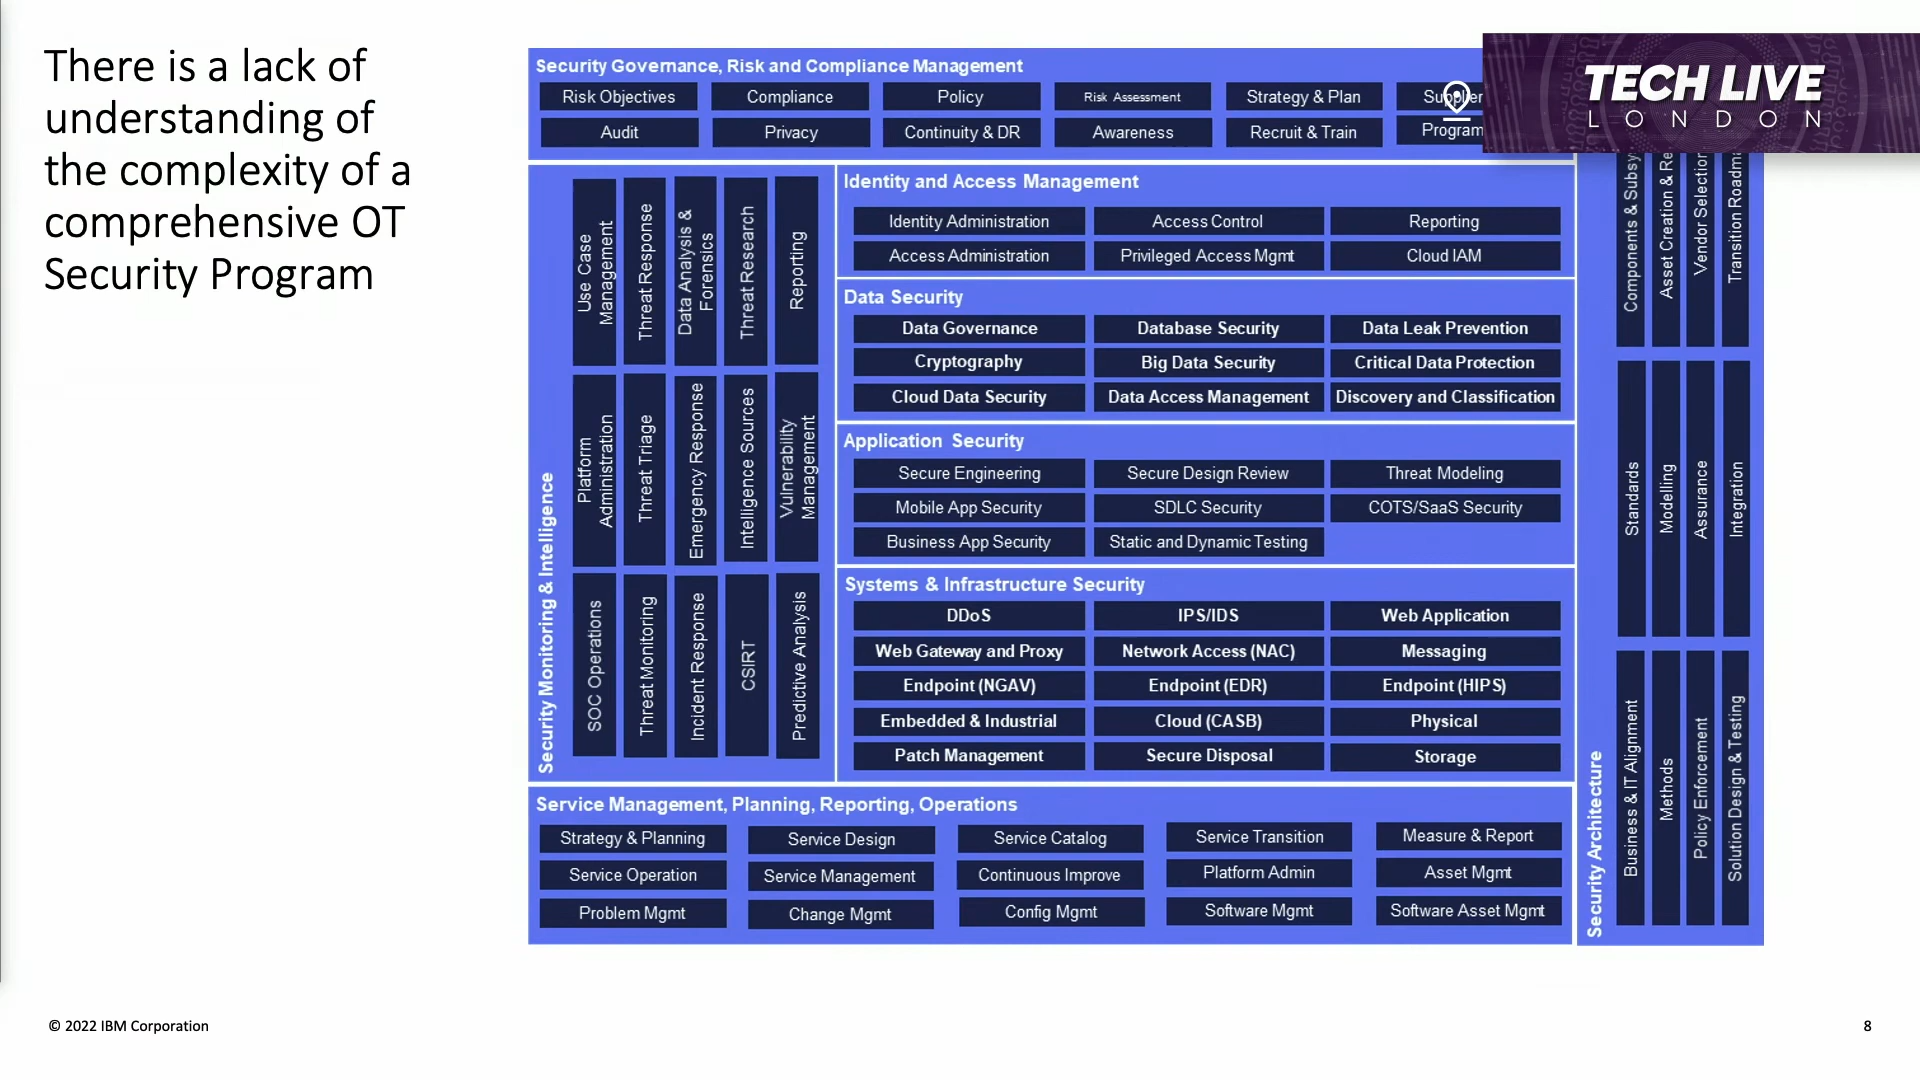 There is a lack of
understanding of
the complexity of a
comprehensive OT
Security Program
TECH LIVE
LONDON
Security Governance, Risk and Compliance Management
Risk Objectives
Compliance
Policy
Risk Assessment
Strategy & Plan
Audit
Privacy
Continuity & DR
Awareness
Recruit & Train
Program
Security Monitoring & Intelligence
Use Case
Management
Threat Response
Data Analysis &
Forensics
Threat Research
Reporting
Platform
Administration
Threat Triage
Emergency Response
Intelligence Sources
Vulnerability
Management
SOC Operations
Threat Monitoring
Incident Response
CSIRT
Predictive Analysis
Identity and Access Management
Identity Administration
Access Control
Reporting
Access Administration
Privileged Access Mgmt
Cloud IAM
Data Security
Data Governance
Database Security
Data Leak Prevention
Cryptography
Big Data Security
Critical Data Protection
Cloud Data Security
Data Access Management
Discovery and Classification
Application Security
Secure Engineering
Secure Design Review
Threat Modeling
Mobile App Security
SDLC Security
COTS/SaaS Security
Business App Security
Static and Dynamic Testing
Systems & Infrastructure Security
DDoS
IPS/IDS
Web Application
Web Gateway and Proxy
Network Access (NAC)
Messaging
Endpoint (NGAV)
Endpoint (EDR)
Endpoint (HIPS)
Embedded & Industrial
Cloud (CASB)
Physical
Patch Management
Secure Disposal
Storage
Service Management, Planning, Reporting, Operations
Strategy & Planning
Service Design
Service Catalog
Service Transition
Measure & Report
Service Operation
Service Management
Continuous Improve
Platform Admin
Asset Mgmt
Problem Mgmt
Change Mgmt
Config Mgmt
Software Mgmt
Software Asset Mgmt
Security Architecture
Components &
Asset Creation &
Vendor Selection
Transition
Standards
Modelling
Assurance
Integration
Business & IT Alignment
Methods
Policy Enforcement
Solution Design & Testing
© 2022 IBM Corporation
8